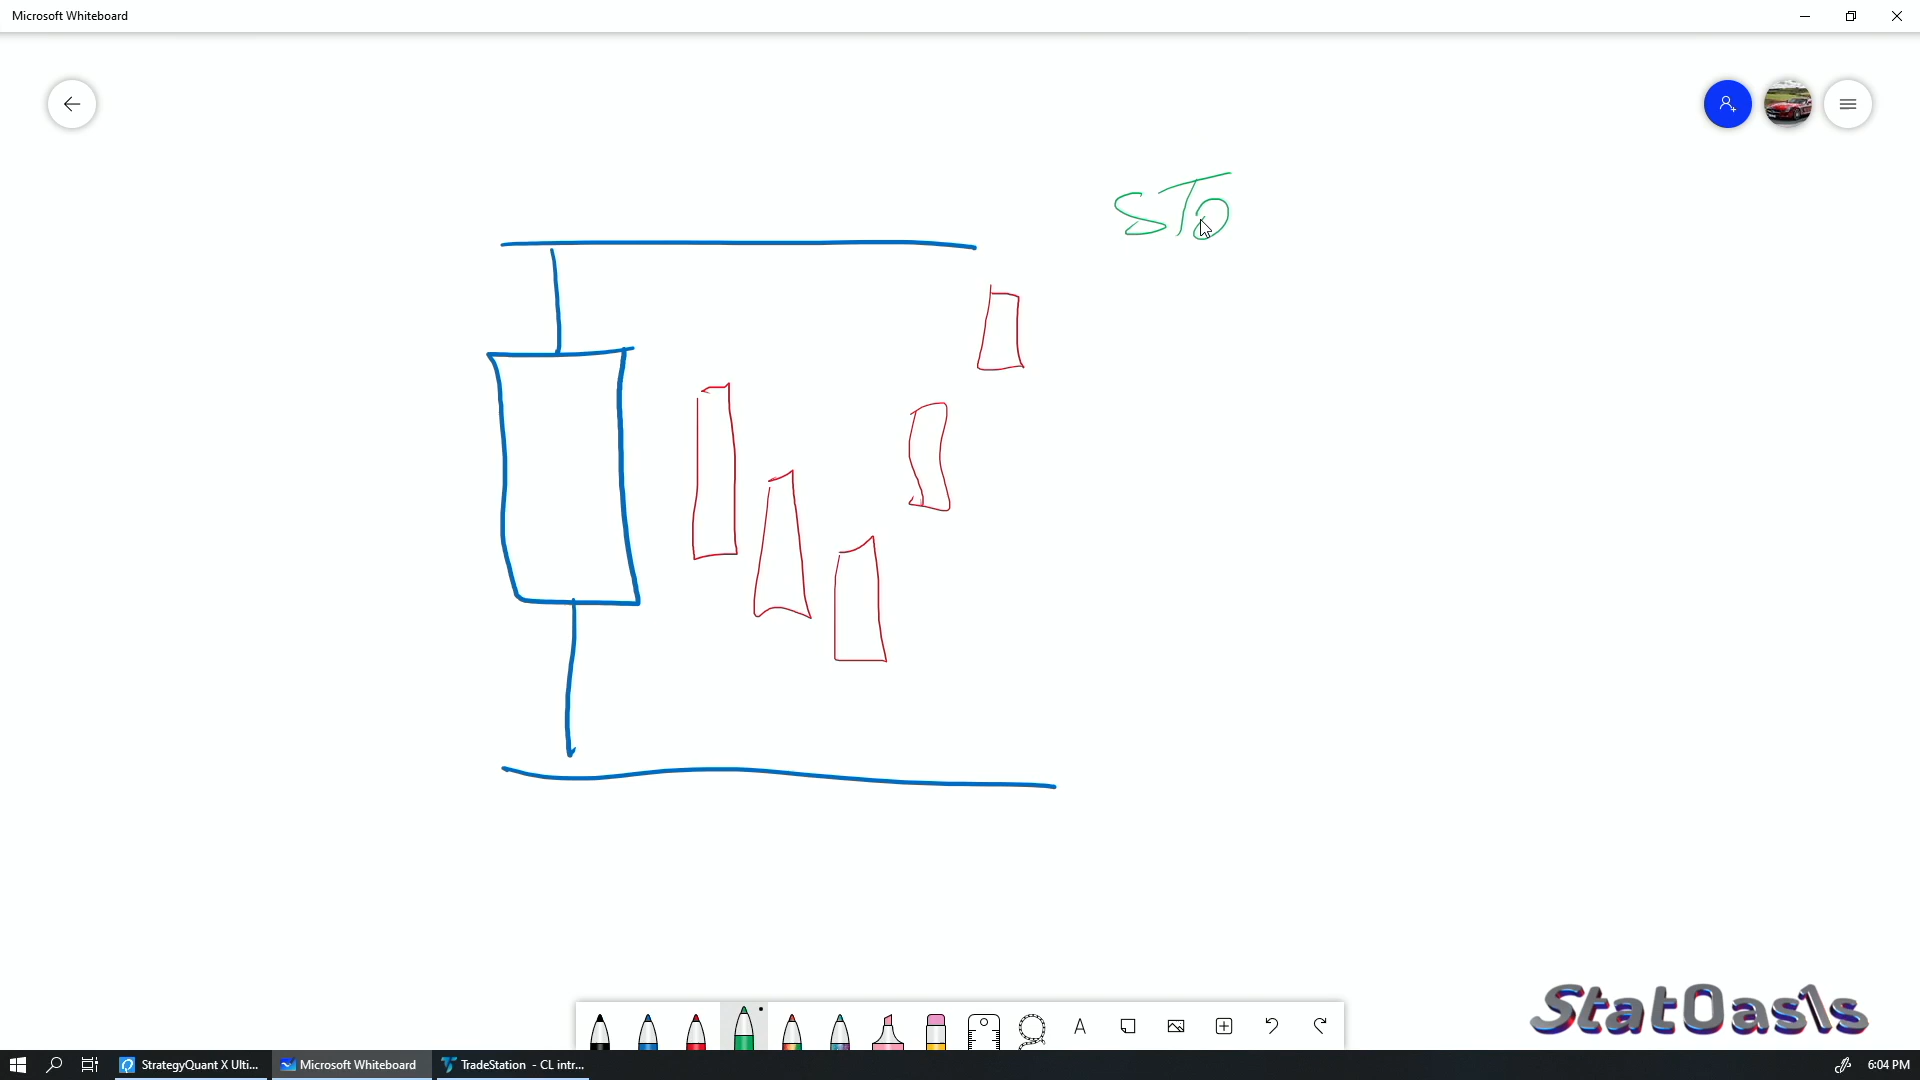 Microsoft Whiteboard
STO
StatOasis
StrategyQuant X Ulti...
Microsoft Whiteboard
TradeStation - CL intr...
6:04 PM